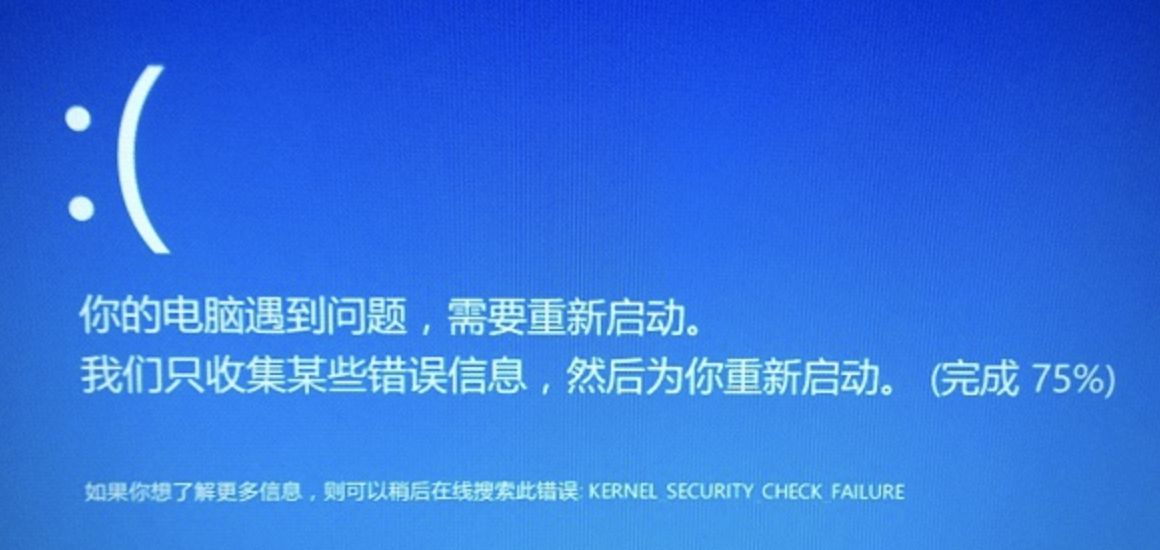 :(
你的电脑遇到问题，需要重新启动。
我们只收集某些错误信息，然后为你重新启动。 (完成 75%)
如果你想了解更多信息，则可以稍后在线搜索此错误: KERNEL SECURITY CHECK FAILURE